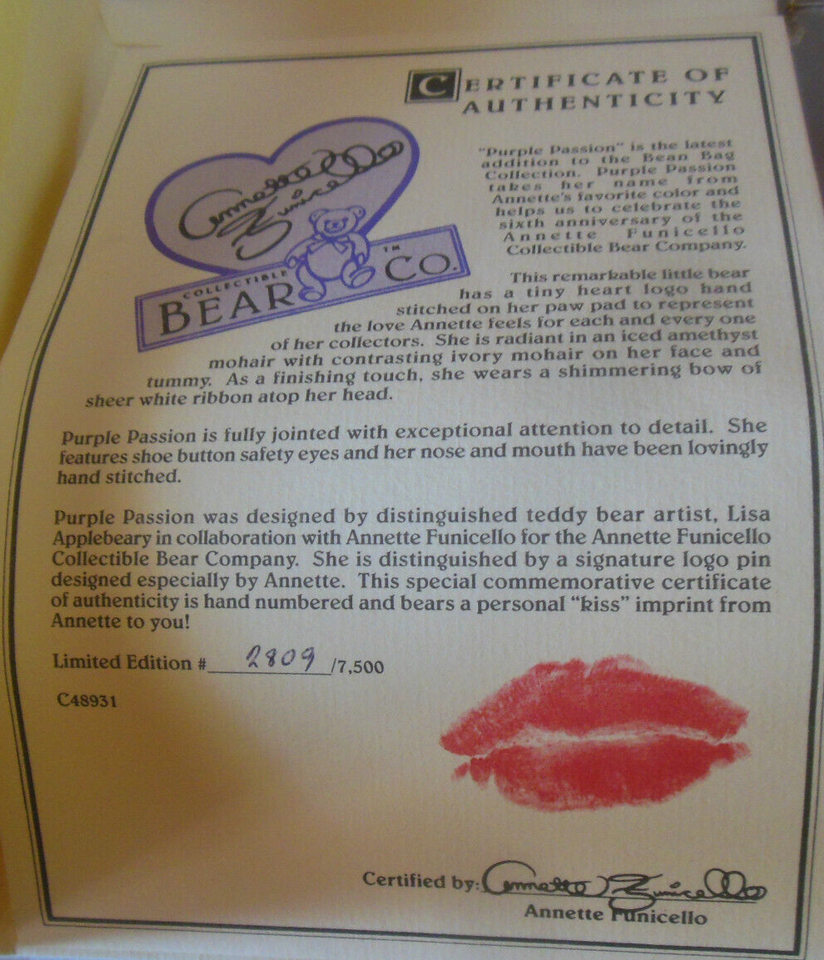 CERTIFICATE OF
AUTHENTICITY
Annette
Funicello
COLLECTIBLE
BEAR CO.™
"Purple Passion" is the latest
addition to the Bean Bag
Collection. Purple Passion
takes her name from
Annette's favorite color and
helps us to celebrate the
sixth anniversary of the
Annette Funicello
Collectible Bear Company.
This remarkable little bear
has a tiny heart logo hand
stitched on her paw pad to represent
the love Annette feels for each and every one
of her collectors. She is radiant in an iced amethyst
mohair with contrasting ivory mohair on her face and
tummy. As a finishing touch, she wears a shimmering bow of
sheer white ribbon atop her head.
Purple Passion is fully jointed with exceptional attention to detail. She
features shoe button safety eyes and her nose and mouth have been lovingly
hand stitched.
Purple Passion was designed by distinguished teddy bear artist, Lisa
Applebeary in collaboration with Annette Funicello for the Annette Funicello
Collectible Bear Company. She is distinguished by a signature logo pin
designed especially by Annette. This special commemorative certificate
of authenticity is hand numbered and bears a personal "kiss" imprint from
Annette to you!
Limited Edition # 2809 /7,500
C48931
Certified by: Annette Funicello
Annette Funicello